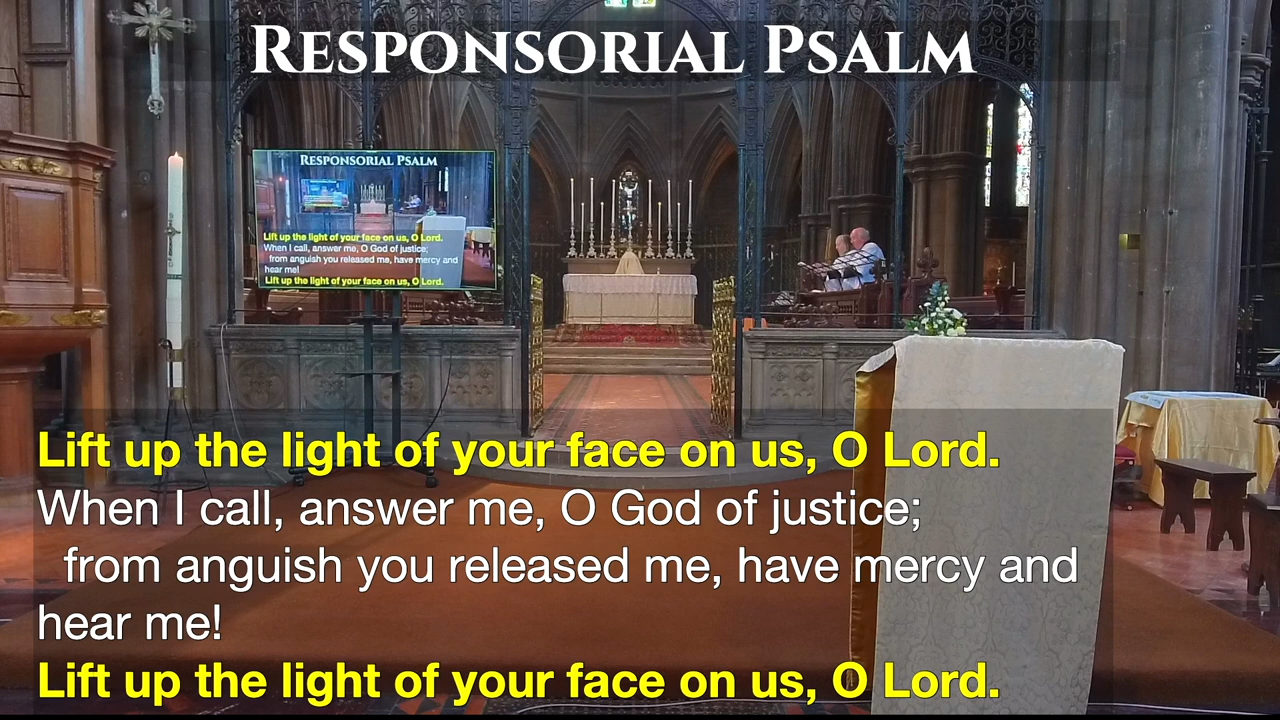 Responsorial Psalm
Responsorial Psalm
Lift up the light of your face on us, O Lord.
When I call, answer me, O God of justice;
from anguish you released me, have mercy and
hear me!
Lift up the light of your face on us, O Lord.
Lift up the light of your face on us, O Lord.
When I call, answer me, O God of justice;
from anguish you released me, have mercy and
hear me!
Lift up the light of your face on us, O Lord.